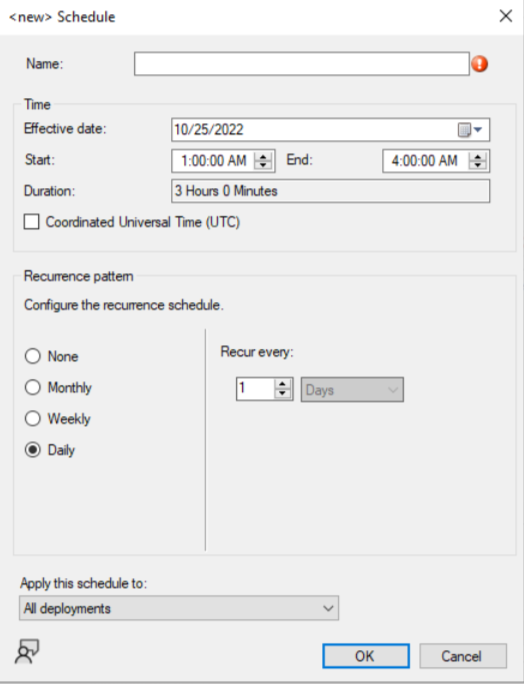 <new> Schedule
Name:
Time
Effective date: 10/25/2022
Start: 1:00:00 AM End: 4:00:00 AM
Duration: 3 Hours 0 Minutes
Coordinated Universal Time (UTC)
Recurrence pattern
Configure the recurrence schedule.
None
Monthly
Weekly
Daily
Recur every:
1 Days
Apply this schedule to:
All deployments
OK Cancel